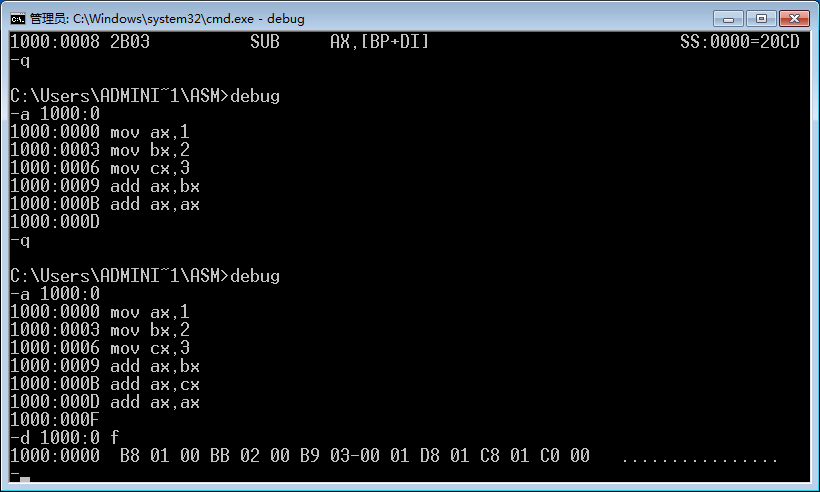 管理员: C:\Windows\system32\cmd.exe - debug
1000:0008 2B03          SUB     AX,[BP+DI]                         SS:0000=20CD
-q

C:\Users\ADMINI~1\ASM>debug
-a 1000:0
1000:0000 mov ax,1
1000:0003 mov bx,2
1000:0006 mov cx,3
1000:0009 add ax,bx
1000:000B add ax,ax
1000:000D
-q

C:\Users\ADMINI~1\ASM>debug
-a 1000:0
1000:0000 mov ax,1
1000:0003 mov bx,2
1000:0006 mov cx,3
1000:0009 add ax,bx
1000:000B add ax,cx
1000:000D add ax,ax
1000:000F
-d 1000:0 f
1000:0000  B8 01 00 BB 02 00 B9 03-00 01 D8 01 C8 01 C0 00   ................
-